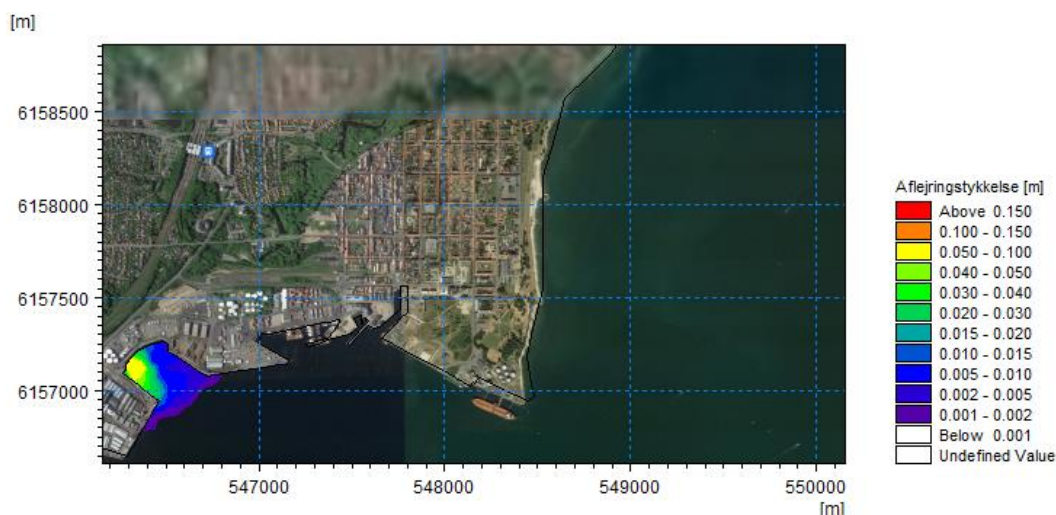 [m]
6158500
6158000
6157500
6157000
547000
548000
549000
550000
[m]
Aflejringstykkelse [m]
Above 0.150
0.100 - 0.150
0.050 - 0.100
0.040 - 0.050
0.030 - 0.040
0.020 - 0.030
0.015 - 0.020
0.010 - 0.015
0.005 - 0.010
0.002 - 0.005
0.001 - 0.002
Below 0.001
Undefined Value